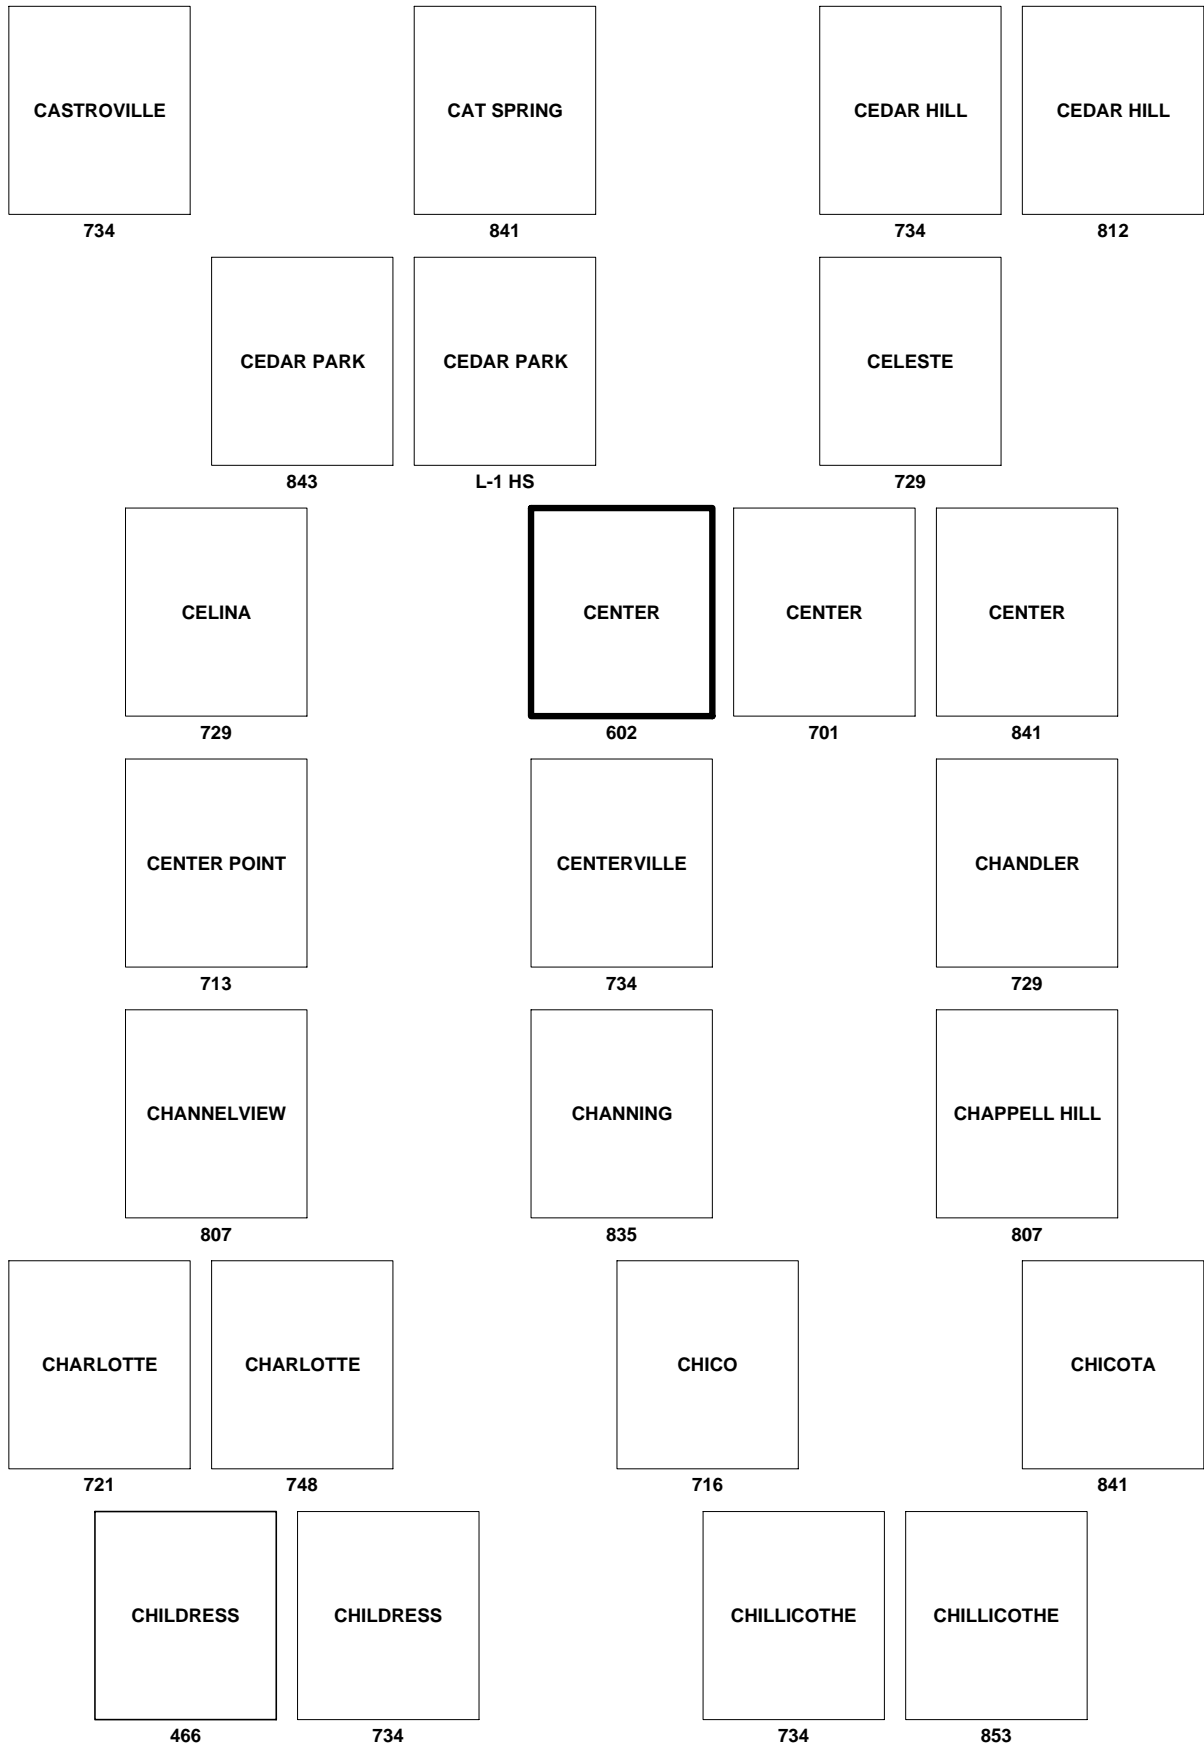 CASTROVILLE CAT SPRING CEDAR HILL CEDAR HILL
734 841 734 812
CEDAR PARK CEDAR PARK CELESTE
843 L-1 HS 729
CELINA CENTER CENTER CENTER
729 602 701 841
CENTER POINT CENTERVILLE CHANDLER
713 734 729
CHANNELVIEW CHANNING CHAPPELL HILL
807 835 807
CHARLOTTE CHARLOTTE CHICO CHICOTA
721 748 716 841
CHILDRESS CHILDRESS CHILLICOTHE CHILLICOTHE
466 734 734 853